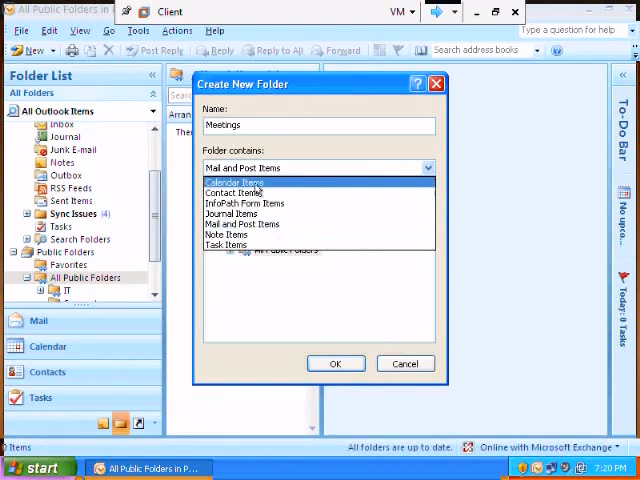 Client
VM
File Edit View Go Tools Actions Help
Type a question for help
New
Post Reply
Reply
Reply to All
Forward
Search address books
Folder List
All Folders
All Outlook Items
Inbox
Journal
Junk E-mail
Notes
Outbox
RSS Feeds
Sent Items
Sync Issues
Tasks
Search Folders
Public Folders
Favorites
All Public Folders
IT
Mail
Calendar
Contacts
Tasks
Create New Folder
Name:
Meetings
Folder contains:
Mail and Post Items
Calendar Items
Contact Items
InfoPath Form Items
Journal Items
Mail and Post Items
Note Items
Task Items
All Public Folders
OK
Cancel
To-Do Bar
No upco...
Today: 0 Tasks
0 Items
All folders are up to date.
Online with Microsoft Exchange
start
All Public Folders in P...
7:20 PM